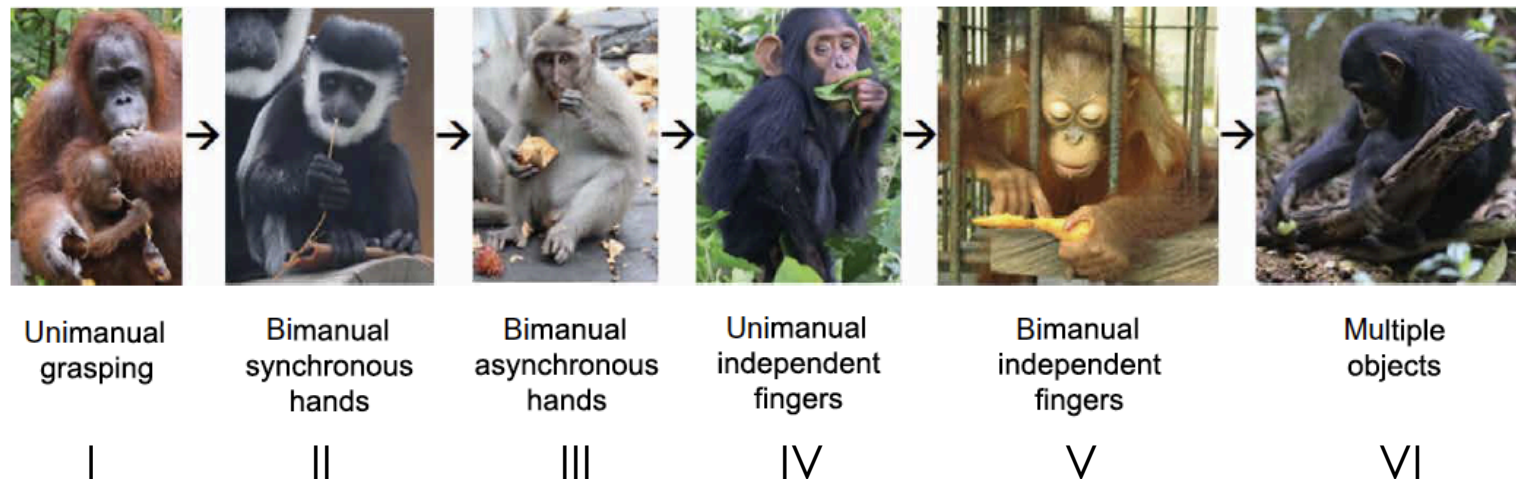 Unimanual
grasping
Bimanual
synchronous
hands
Bimanual
asynchronous
hands
Unimanual
independent
fingers
Bimanual
independent
fingers
Multiple
objects
I
II
III
IV
V
VI